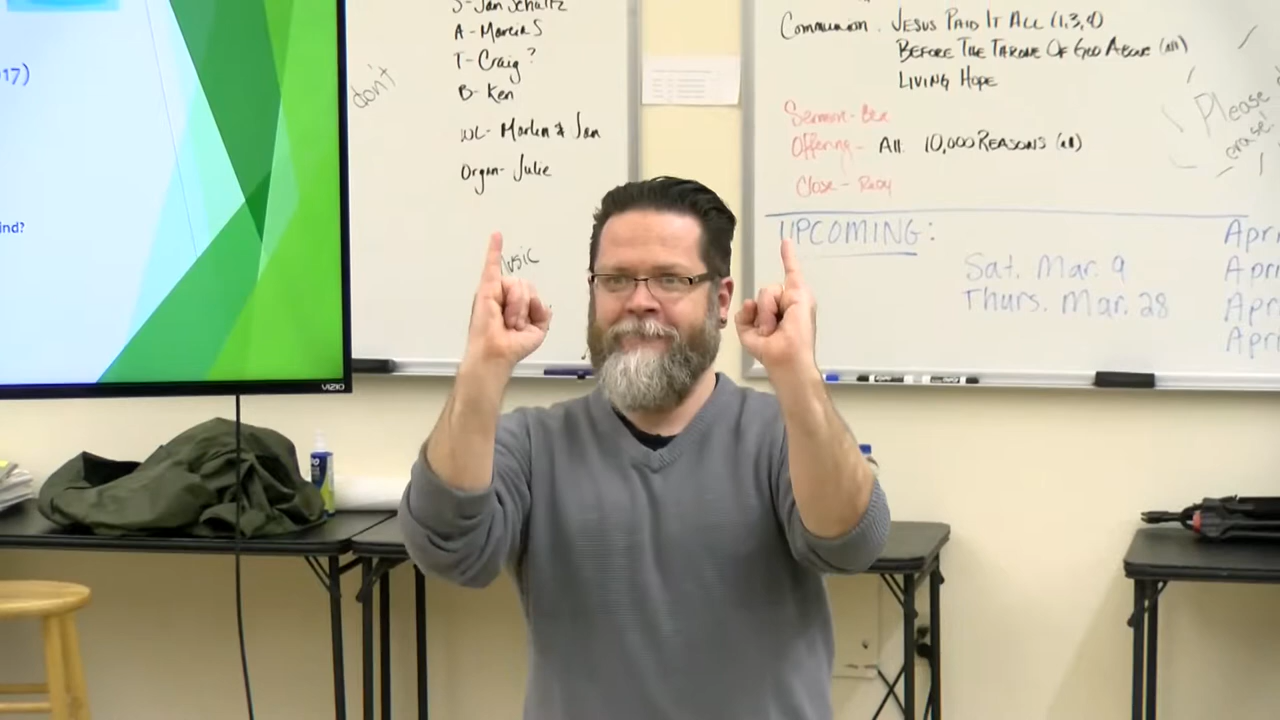 17)
ind?
VIZIO
don't
S-Jan Schultz
A-Marcia S
T-Craig?
B-Ken
WL- Marlen & Jan
Organ-Julie
usic
Communion. JESUS PAID IT ALL (1,3,4)
BEFORE THE THRONE OF GOD ABOVE (all)
LIVING HOPE
Sermon-
Offering- All: 10,000 REASONS (all)
Close-
Please
erase!
UPCOMING:
Sat. Mar. 9
Thurs. Mar. 28
Apri
Apri
Apri
Apri